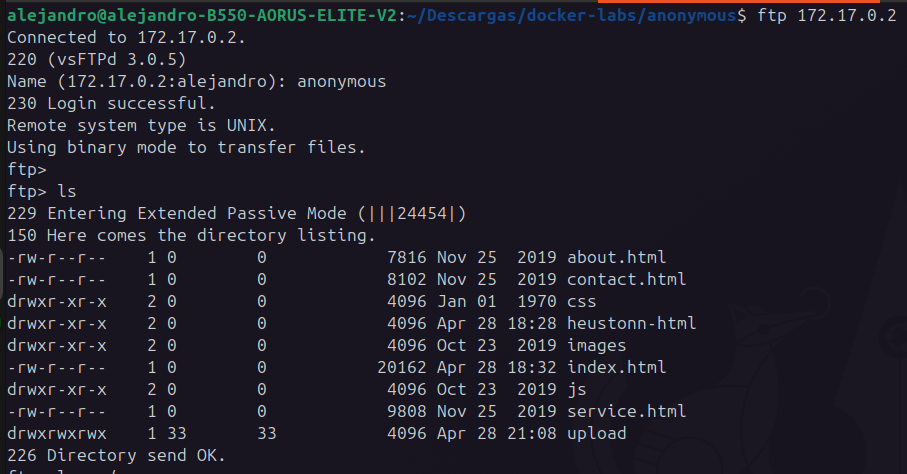 alejandro@alejandro-B550-AORUS-ELITE-V2:~/Descargas/docker-labs/anonymous$ ftp 172.17.0.2
Connected to 172.17.0.2.
220 (vsFTPd 3.0.5)
Name (172.17.0.2:alejandro): anonymous
230 Login successful.
Remote system type is UNIX.
Using binary mode to transfer files.
ftp>
ftp> ls
229 Entering Extended Passive Mode (|||24454|)
150 Here comes the directory listing.
-rw-r--r--    1 0        0            7816 Nov 25  2019 about.html
-rw-r--r--    1 0        0            8102 Nov 25  2019 contact.html
drwxr-xr-x    2 0        0            4096 Jan 01  1970 css
drwxr-xr-x    2 0        0            4096 Apr 28 18:28 heustonn-html
drwxr-xr-x    2 0        0            4096 Oct 23  2019 images
-rw-r--r--    1 0        0           20162 Apr 28 18:32 index.html
drwxr-xr-x    2 0        0            4096 Oct 23  2019 js
-rw-r--r--    1 0        0            9808 Nov 25  2019 service.html
drwxrwxrwx    1 33       33           4096 Apr 28 21:08 upload
226 Directory send OK.